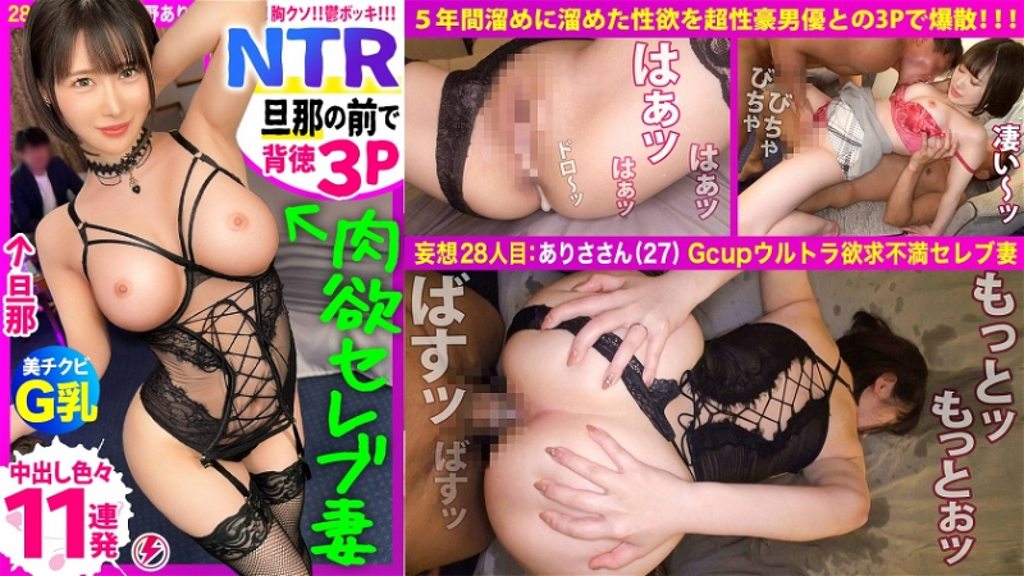 胸クソ!!鬱ボッキ!!!
NTR
旦那の前で
背徳3P
↑旦那
肉欲セレブ妻
美チクビ
G乳
中出し色々
11連発
5年間溜めに溜めた性欲を超性豪男優との3Pで爆散!!!
はぁッ
はぁッ
はぁッ
ドロ〜ッ
びちゃ
びちゃ
凄い〜ッ
妄想28人目:ありささん(27) Gcupウルトラ欲求不満セレブ妻
ばすッ
ばすッ
もっとッ
もっとぉッ